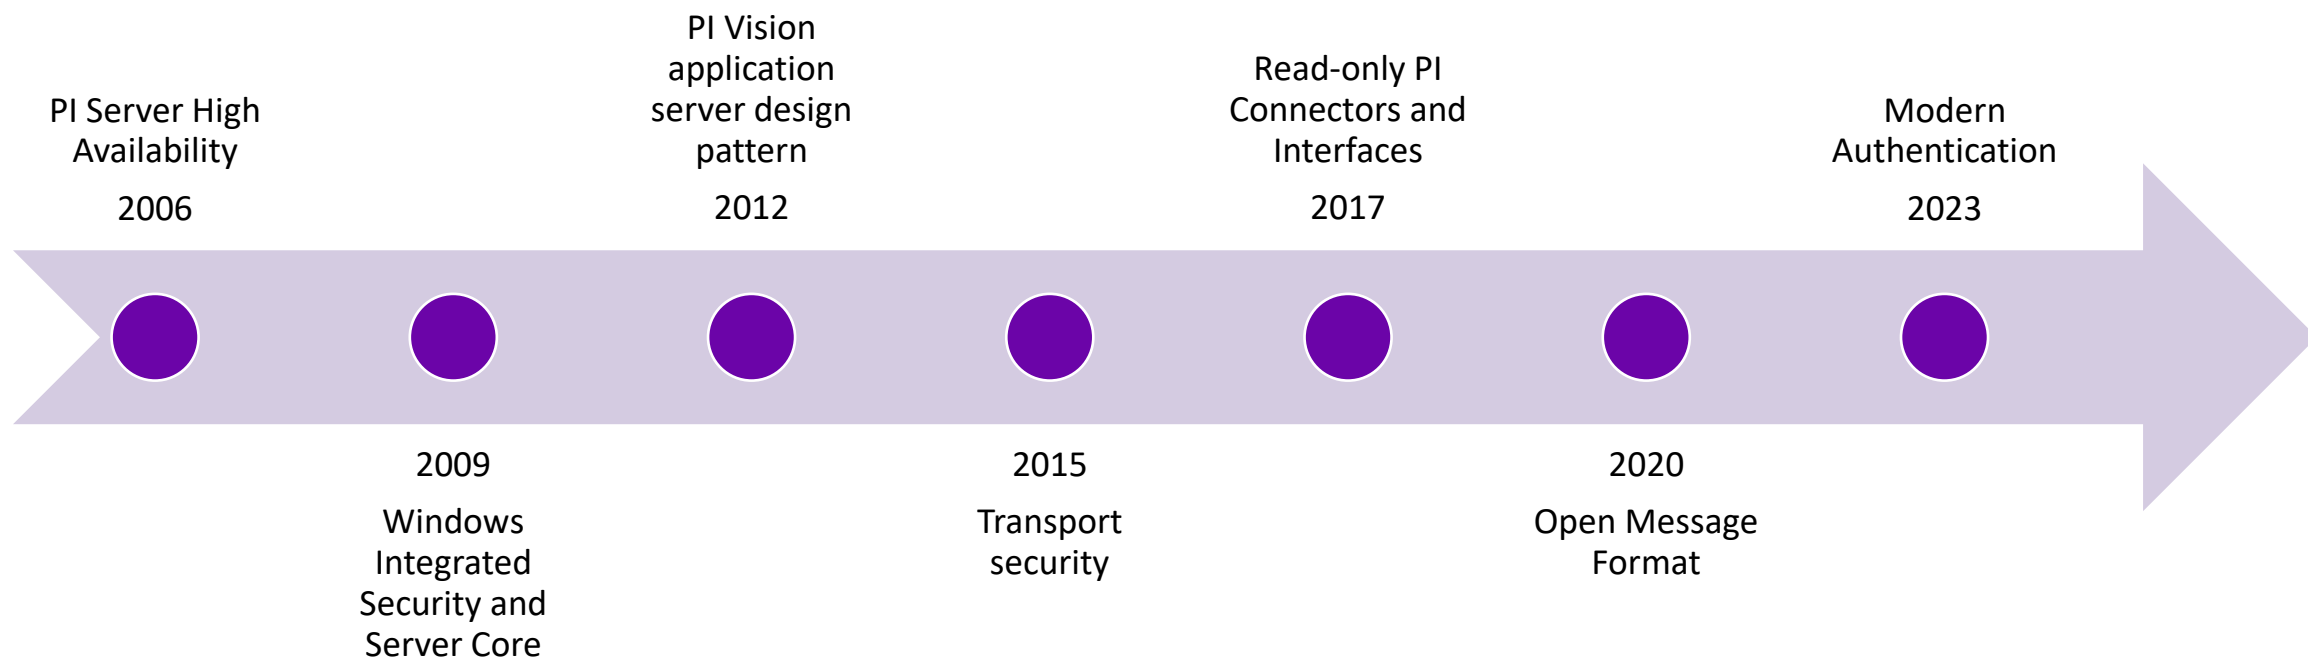 PI Server High
Availability
2006
2009
Windows
Integrated
Security and
Server Core
PI Vision
application
server design
pattern
2012
2015
Transport
security
Read-only PI
Connectors and
Interfaces
2017
2020
Open Message
Format
Modern
Authentication
2023